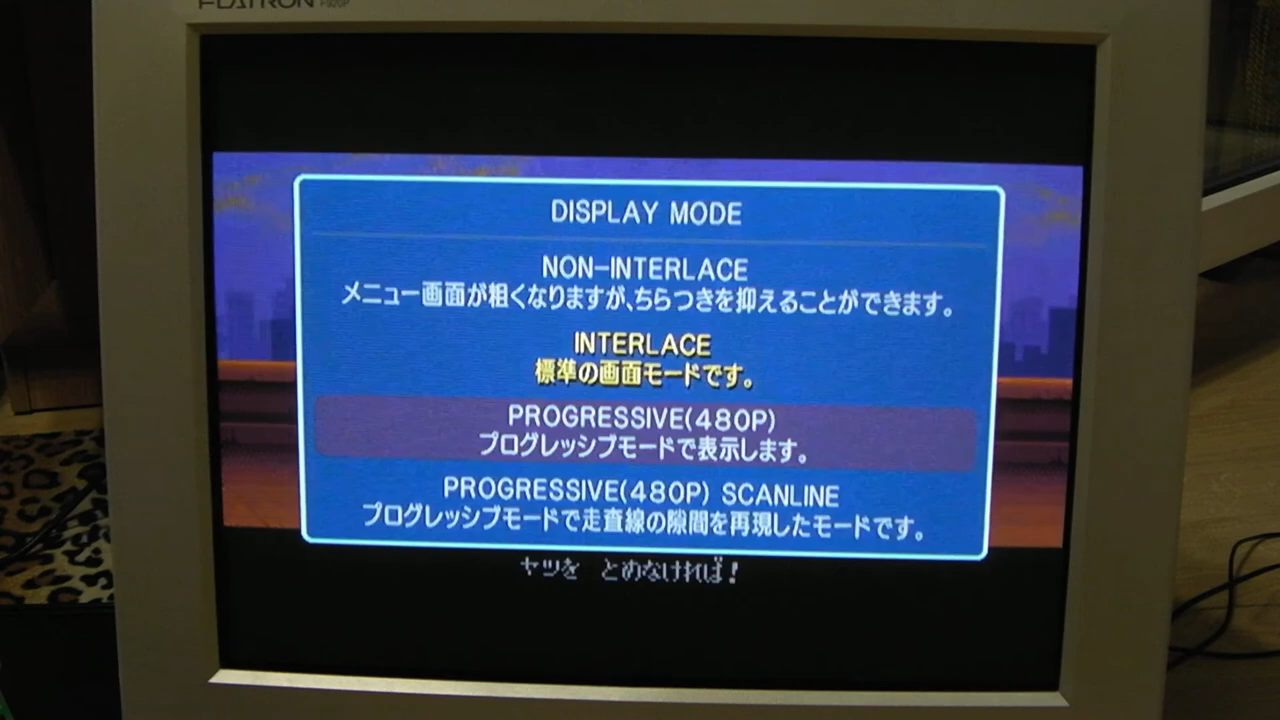 FLATRON F920P
DISPLAY MODE
NON-INTERLACE
メニュー画面が粗くなりますが、ちらつきを抑えることができます。
INTERLACE
標準の画面モードです。
PROGRESSIVE(480P)
プログレッシブモードで表示します。
PROGRESSIVE(480P) SCANLINE
プログレッシブモードで走査線の隙間を再現したモードです。
ヤツを とめなければ!